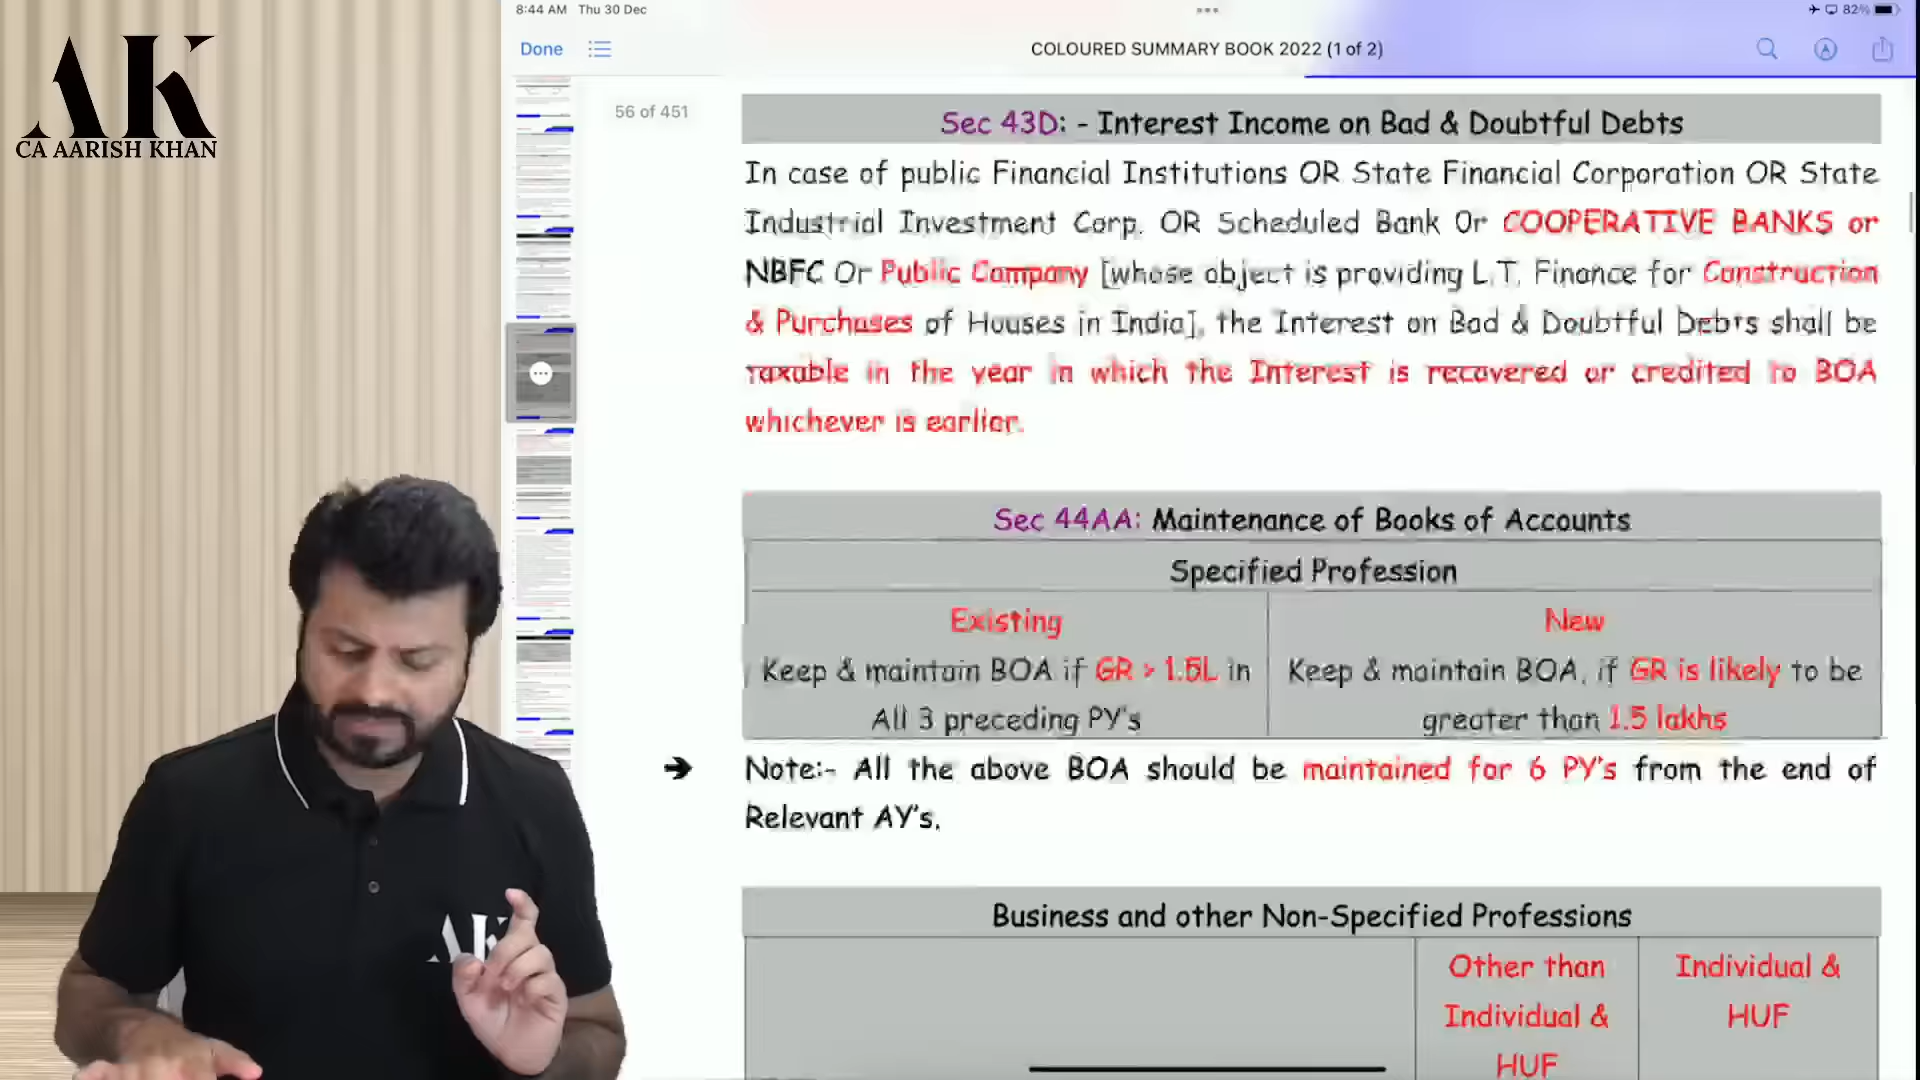 AK
CA AARISH KHAN
8:44 AM Thu 30 Dec
82%
Done
COLOURED SUMMARY BOOK 2022 (1 of 2)
56 of 451
Sec 43D: - Interest Income on Bad & Doubtful Debts
In case of public Financial Institutions OR State Financial Corporation OR State
Industrial Investment Corp. OR Scheduled Bank Or COOPERATIVE BANKS or
NBFC Or Public Company [whose object is providing L.T. Finance for Construction
& Purchases of Houses in India], the Interest on Bad & Doubtful Debts shall be
taxable in the year in which the Interest is recovered or credited to BOA
whichever is earlier.
Sec 44AA: Maintenance of Books of Accounts
Specified Profession
Existing
Keep & maintain BOA if GR > 1.5L in
All 3 preceding PY's
New
Keep & maintain BOA, if GR is likely to be
greater than 1.5 lakhs
➔ Note:- All the above BOA should be maintained for 6 PY's from the end of
Relevant AY's.
Business and other Non-Specified Professions
Other than
Individual &
HUF
Individual &
HUF
AK